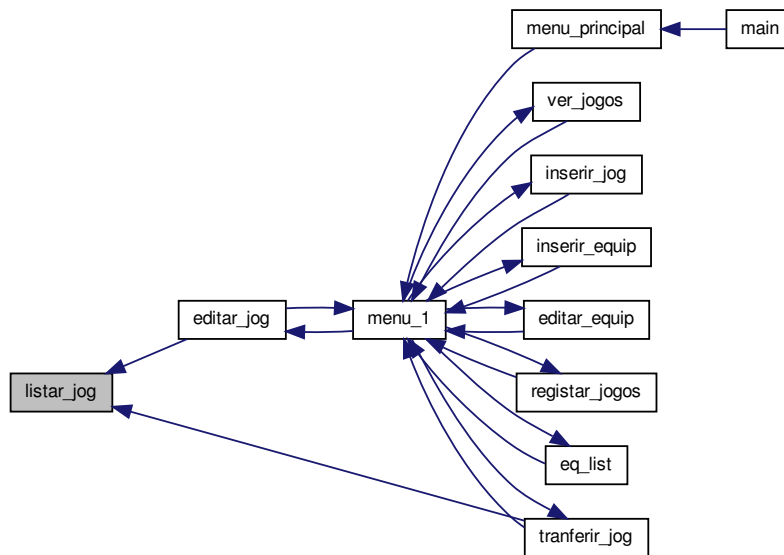 menu_principal
main
ver_jogos
inserir_jog
inserir_equip
editar_jog
menu_1
editar_equip
listar_jog
registar_jogos
eq_list
tranferir_jog